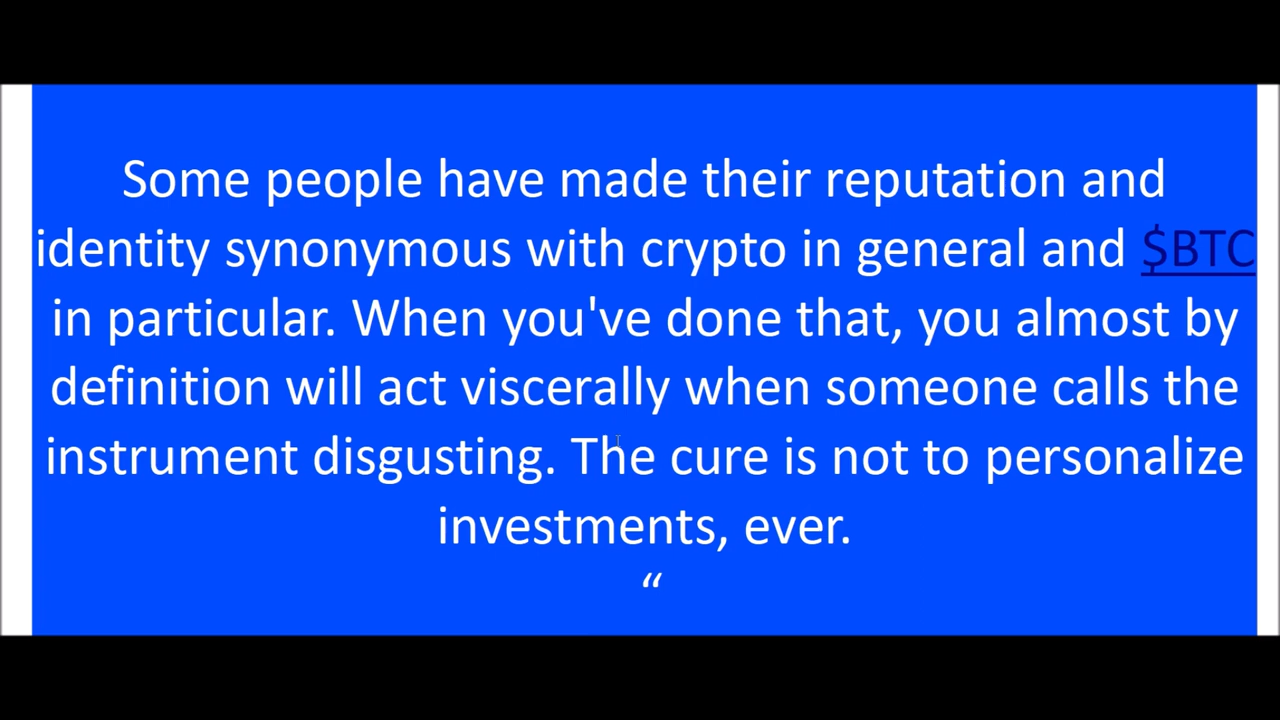 Some people have made their reputation and
identity synonymous with crypto in general and $BTC
in particular. When you've done that, you almost by
definition will act viscerally when someone calls the
instrument disgusting. The cure is not to personalize
investments, ever.
“